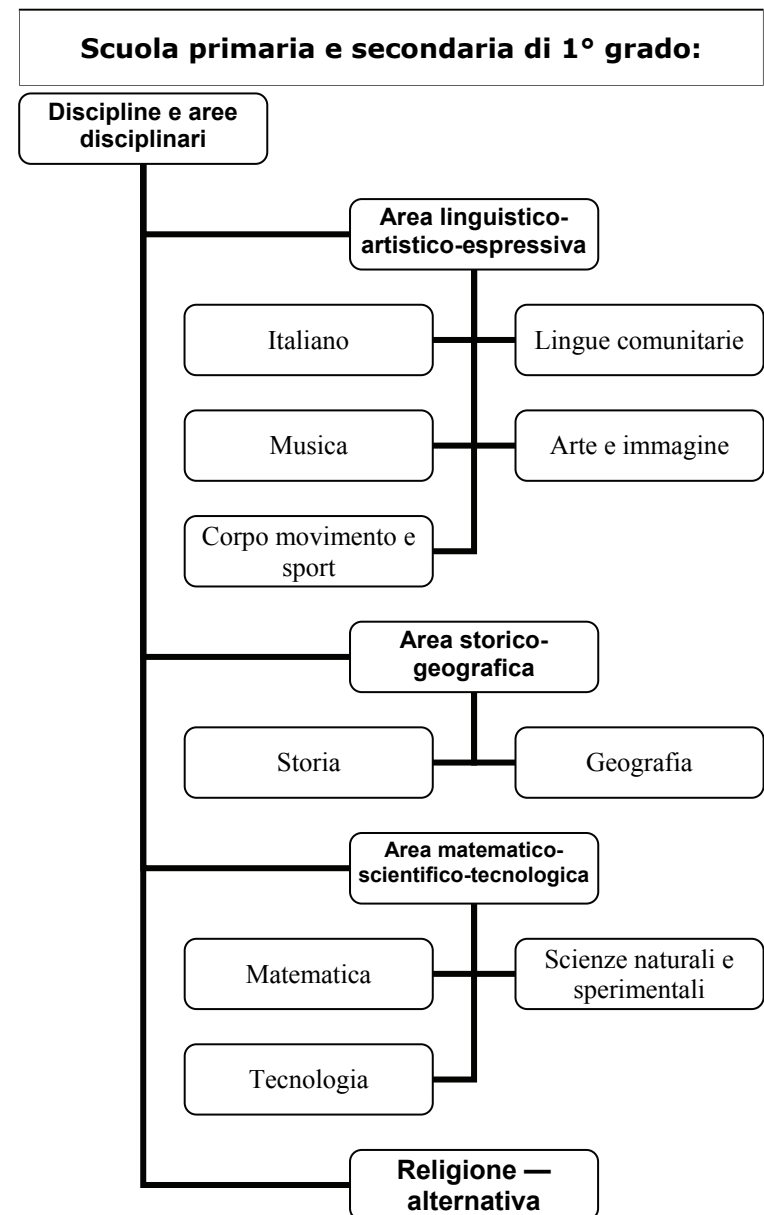 Scuola primaria e secondaria di 1° grado:
Discipline e aree
disciplinari
Area linguistico-
artistico-espressiva
Italiano
Lingue comunitarie
Musica
Arte e immagine
Corpo movimento e
sport
Area storico-
geografica
Storia
Geografia
Area matematico-
scientifico-tecnologica
Matematica
Scienze naturali e
sperimentali
Tecnologia
Religione —
alternativa